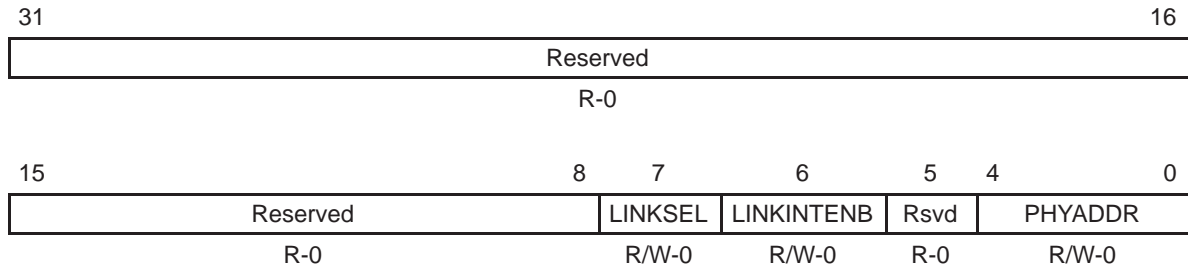 31 16
Reserved
R-0
15 8 7 6 5 4 0
Reserved LINKSEL LINKINTENB Rsvd PHYADDR
R-0 R/W-0 R/W-0 R-0 R/W-0